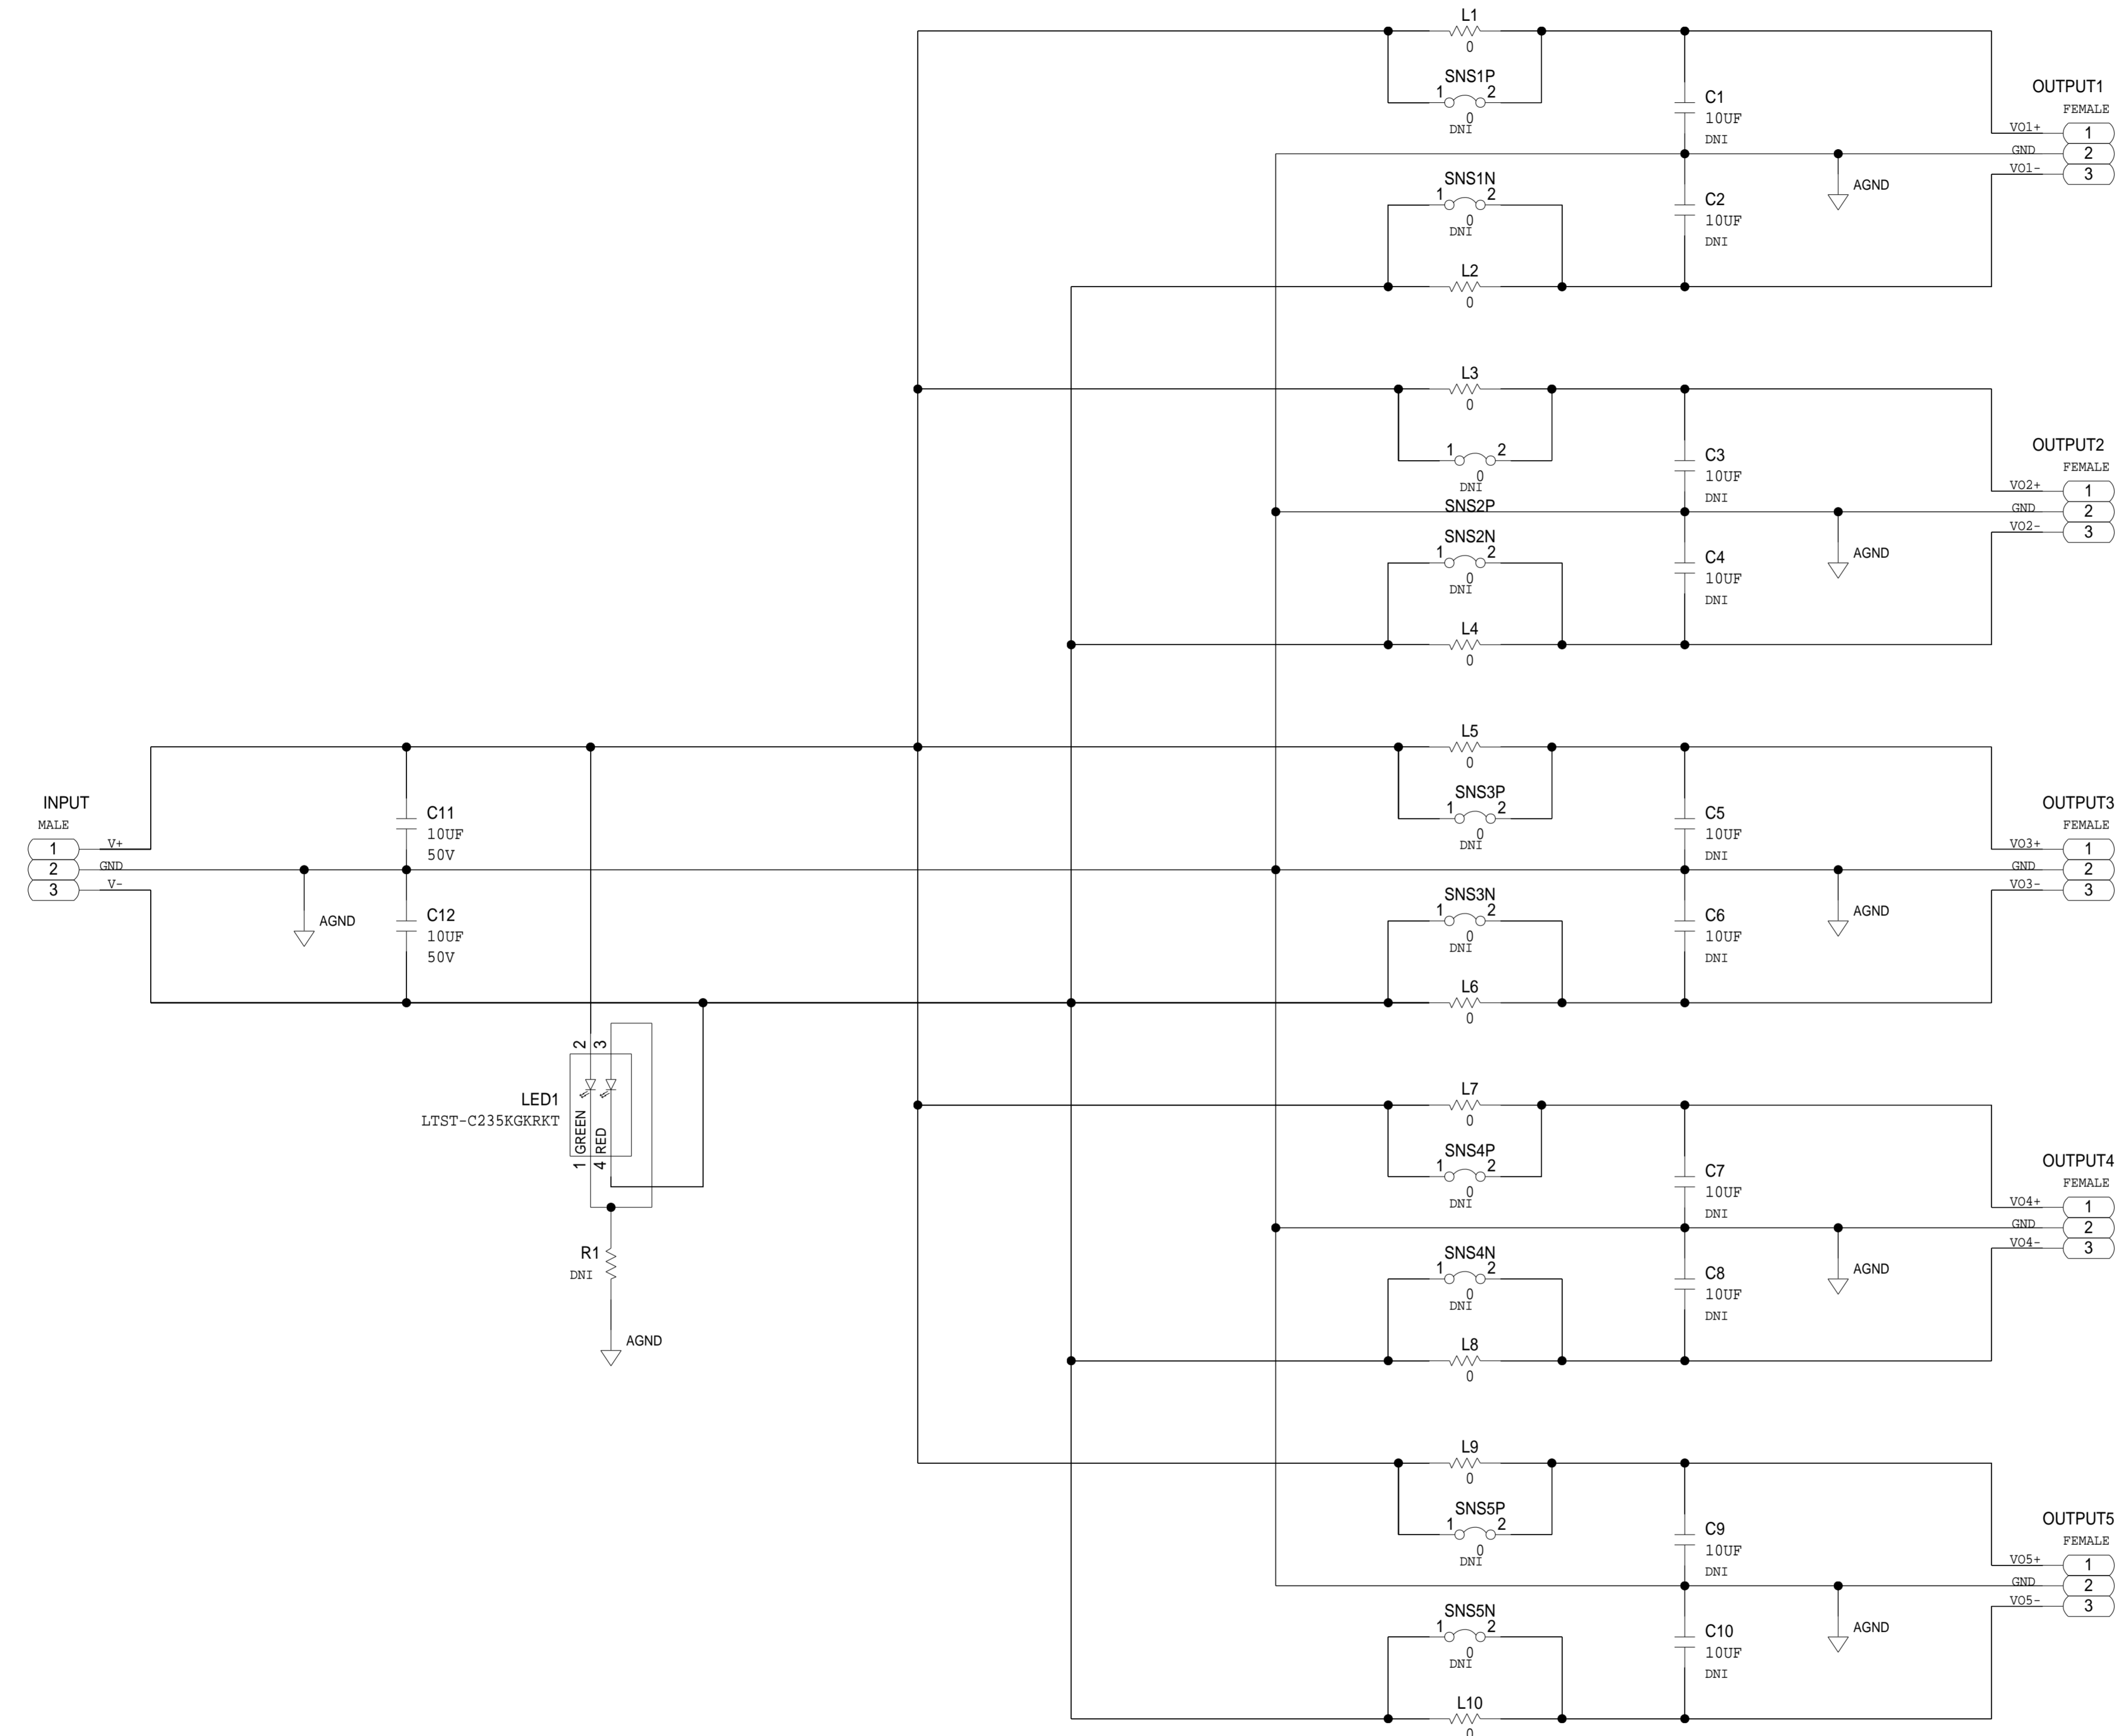 L1
0
SNS1P
1 2
0
DNI
C1
10UF
DNI
OUTPUT1
FEMALE
VO1+ 1
GND 2
VO1- 3
AGND
SNS1N
1 2
0
DNI
C2
10UF
DNI
L2
0
L3
0
1 2
0
DNI
SNS2P
C3
10UF
DNI
OUTPUT2
FEMALE
VO2+ 1
GND 2
VO2- 3
AGND
SNS2N
1 2
0
DNI
C4
10UF
DNI
L4
0
INPUT
MALE
1 V+
2 GND
3 V-
AGND
C11
10UF
50V
C12
10UF
50V
L5
0
SNS3P
1 2
0
DNI
C5
10UF
DNI
OUTPUT3
FEMALE
VO3+ 1
GND 2
VO3- 3
AGND
SNS3N
1 2
0
DNI
C6
10UF
DNI
L6
0
2 3
LED1
LTST-C235KGKRKT
1 GREEN
4 RED
R1
DNI
AGND
L7
0
SNS4P
1 2
0
DNI
C7
10UF
DNI
OUTPUT4
FEMALE
VO4+ 1
GND 2
VO4- 3
AGND
SNS4N
1 2
0
DNI
C8
10UF
DNI
L8
0
L9
0
SNS5P
1 2
0
DNI
C9
10UF
DNI
OUTPUT5
FEMALE
VO5+ 1
GND 2
VO5- 3
AGND
SNS5N
1 2
0
DNI
C10
10UF
DNI
L10
0